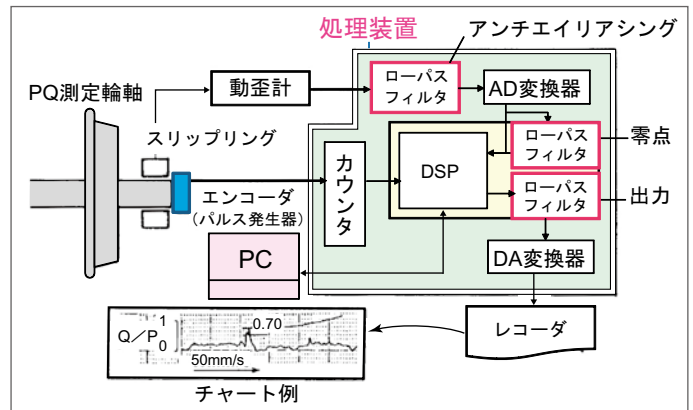 処理装置
アンチエイリアシング
PQ測定輪軸
動歪計
ローパス
フィルタ
AD変換器
スリップリング
カウンタ
DSP
ローパス
フィルタ
零点
エンコーダ
(パルス発生器)
ローパス
フィルタ
出力
PC
DA変換器
Q/P
1
0
0.70
50mm/s
レコーダ
チャート例